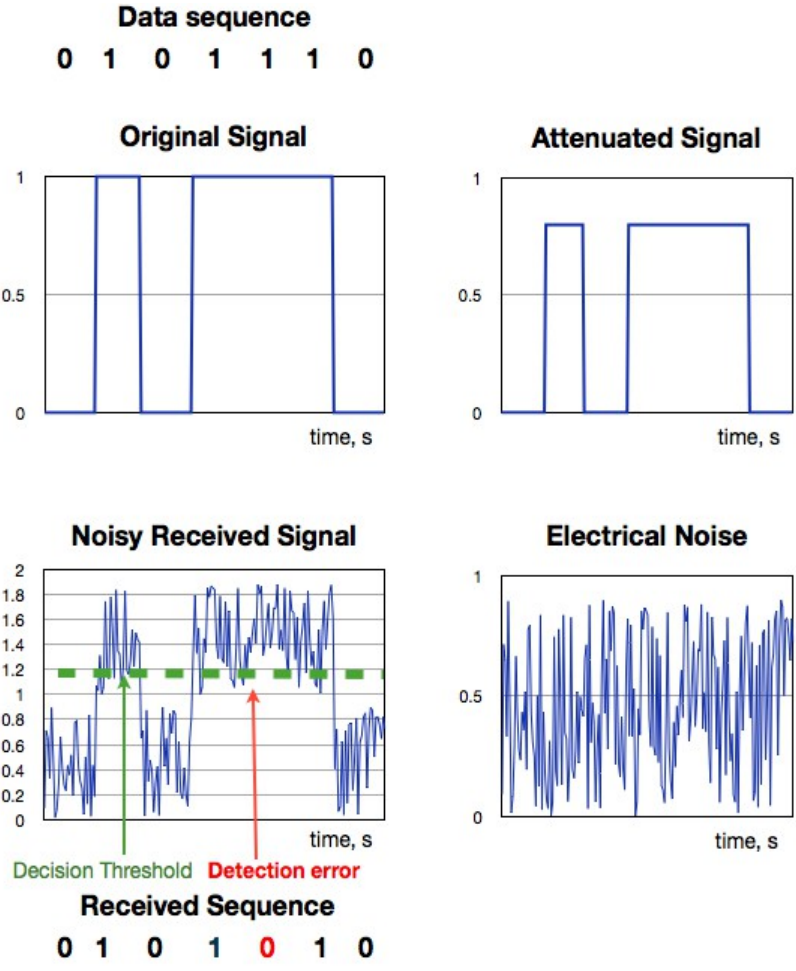 Data sequence
0 1 0 1 1 1 0
Original Signal
1
0.5
0
time, s
Attenuated Signal
1
0.5
0
time, s
Noisy Received Signal
2
1.8
1.6
1.4
1.2
1
0.8
0.6
0.4
0.2
0
time, s
Electrical Noise
1
0.5
0
time, s
Decision Threshold Detection error
Received Sequence
0 1 0 1 0 1 0